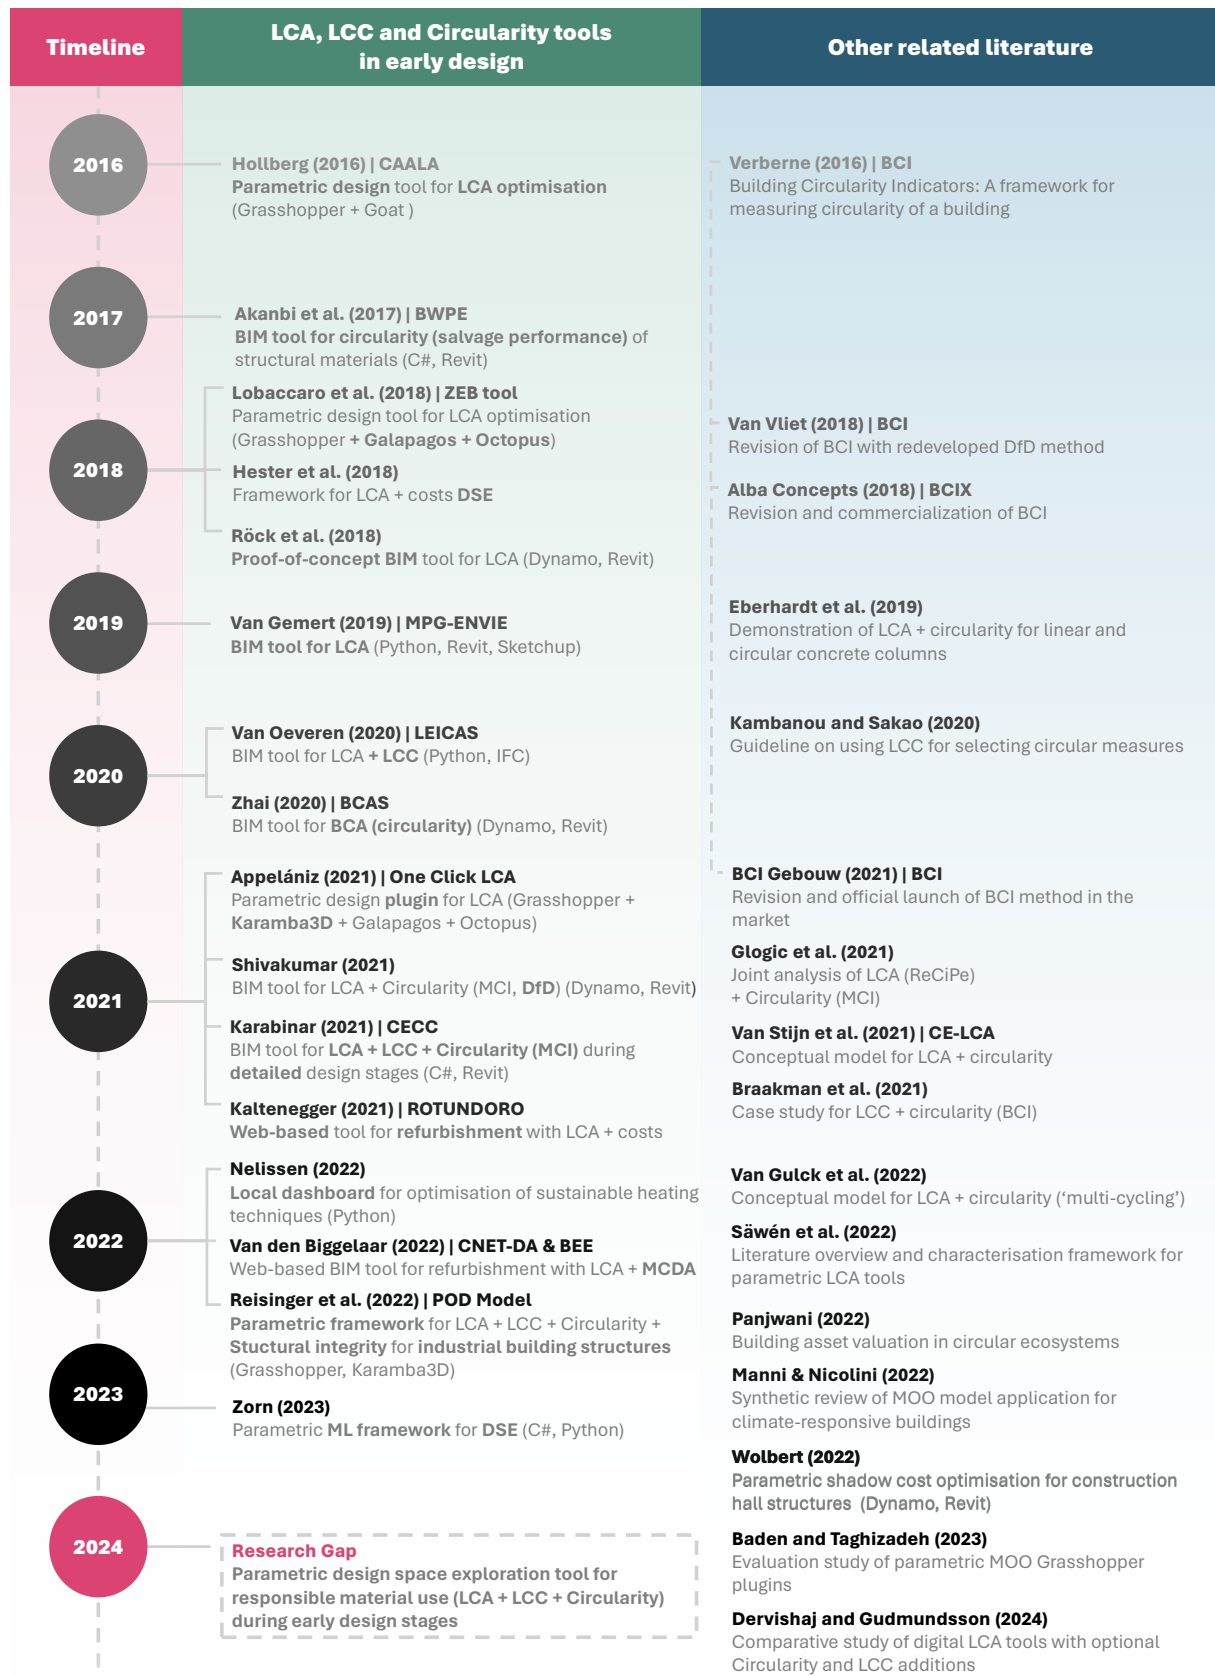 Timeline
LCA, LCC and Circularity tools
in early design
Other related literature
2016
Hollberg (2016) | CAALA
Parametric design tool for LCA optimisation
(Grasshopper + Goat )
Verberne (2016) | BCI
Building Circularity Indicators: A framework for
measuring circularity of a building
2017
Akanbi et al. (2017) | BWPE
BIM tool for circularity (salvage performance) of
structural materials (C#, Revit)
2018
Lobaccaro et al. (2018) | ZEB tool
Parametric design tool for LCA optimisation
(Grasshopper + Galapagos + Octopus)
Hester et al. (2018)
Framework for LCA + costs DSE
Röck et al. (2018)
Proof-of-concept BIM tool for LCA (Dynamo, Revit)
Van Vliet (2018) | BCI
Revision of BCI with redeveloped DfD method
Alba Concepts (2018) | BCIX
Revision and commercialization of BCI
2019
Van Gemert (2019) | MPG-ENVIE
BIM tool for LCA (Python, Revit, Sketchup)
Eberhardt et al. (2019)
Demonstration of LCA + circularity for linear and
circular concrete columns
2020
Van Oeveren (2020) | LEICAS
BIM tool for LCA + LCC (Python, IFC)
Zhai (2020) | BCAS
BIM tool for BCA (circularity) (Dynamo, Revit)
Kambanou and Sakao (2020)
Guideline on using LCC for selecting circular measures
2021
Appelániz (2021) | One Click LCA
Parametric design plugin for LCA (Grasshopper +
Karamba3D + Galapagos + Octopus)
Shivakumar (2021)
BIM tool for LCA + Circularity (MCI, DfD) (Dynamo, Revit)
Karabinar (2021) | CECC
BIM tool for LCA + LCC + Circularity (MCI) during
detailed design stages (C#, Revit)
Kaltenegger (2021) | ROTUNDORO
Web-based tool for refurbishment with LCA + costs
BCI Gebouw (2021) | BCI
Revision and official launch of BCI method in the
market
Glogic et al. (2021)
Joint analysis of LCA (ReCiPe)
+ Circularity (MCI)
Van Stijn et al. (2021) | CE-LCA
Conceptual model for LCA + circularity
Braakman et al. (2021)
Case study for LCC + circularity (BCI)
2022
Nelissen (2022)
Local dashboard for optimisation of sustainable heating
techniques (Python)
Van den Biggelaar (2022) | CNET-DA & BEE
Web-based BIM tool for refurbishment with LCA + MCDA
Reisinger et al. (2022) | POD Model
Parametric framework for LCA + LCC + Circularity +
Stuctural integrity for industrial building structures
(Grasshopper, Karamba3D)
Van Gulck et al. (2022)
Conceptual model for LCA + circularity (‘multi-cycling’)
Säwén et al. (2022)
Literature overview and characterisation framework for
parametric LCA tools
Panjwani (2022)
Building asset valuation in circular ecosystems
Manni & Nicolini (2022)
Synthetic review of MOO model application for
climate-responsive buildings
Wolbert (2022)
Parametric shadow cost optimisation for construction
hall structures (Dynamo, Revit)
2023
Zorn (2023)
Parametric ML framework for DSE (C#, Python)
Baden and Taghizadeh (2023)
Evaluation study of parametric MOO Grasshopper
plugins
2024
Research Gap
Parametric design space exploration tool for
responsible material use (LCA + LCC + Circularity)
during early design stages
Dervishaj and Gudmundsson (2024)
Comparative study of digital LCA tools with optional
Circularity and LCC additions